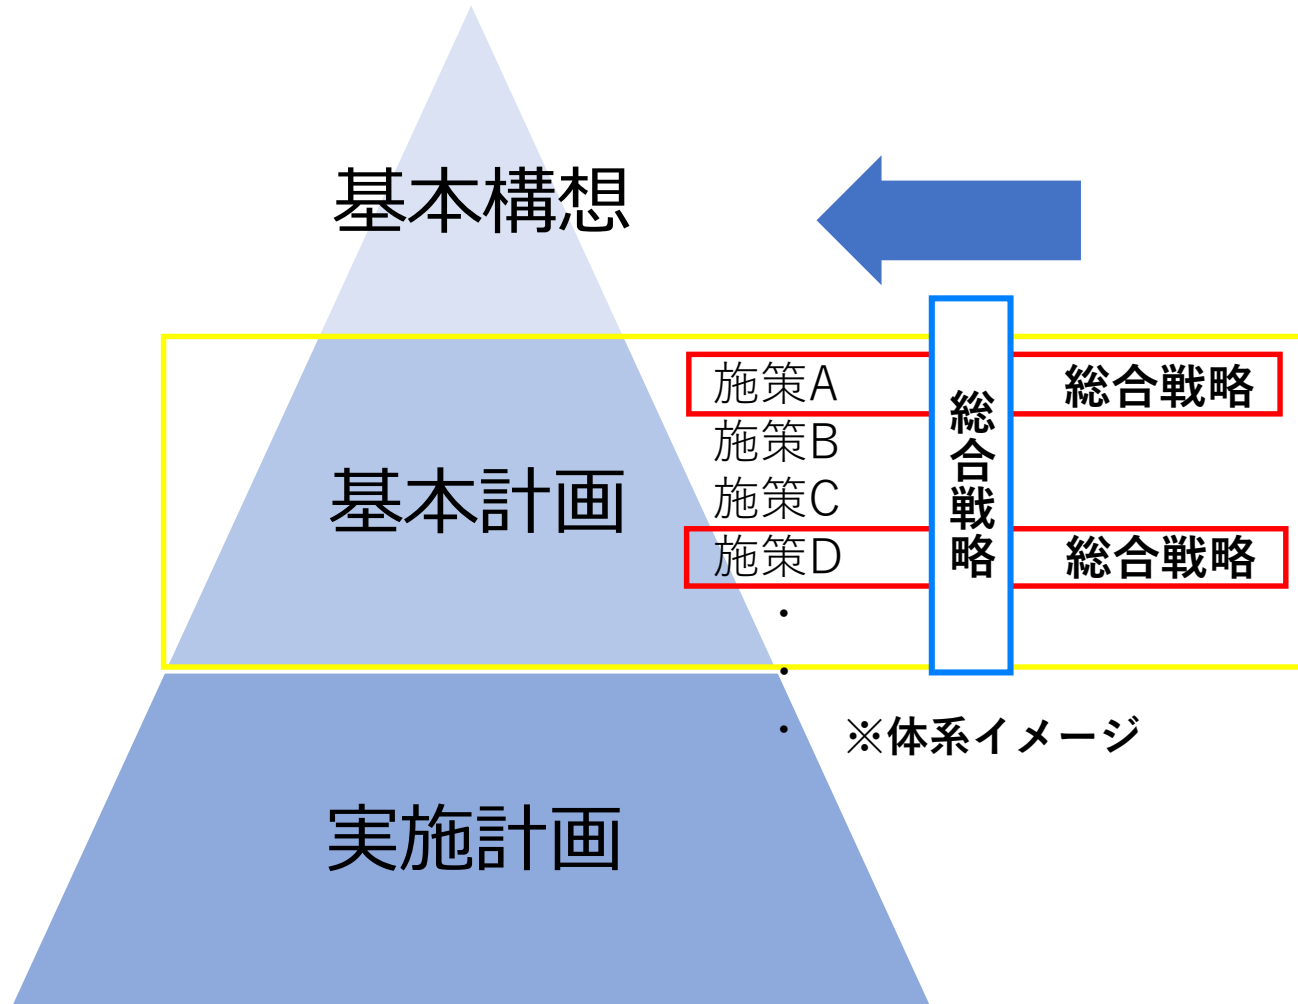 基本構想
基本計画
施策A
施策B
施策C
施策D
・
・
・
総合戦略
総合戦略
総合戦略
※体系イメージ
実施計画